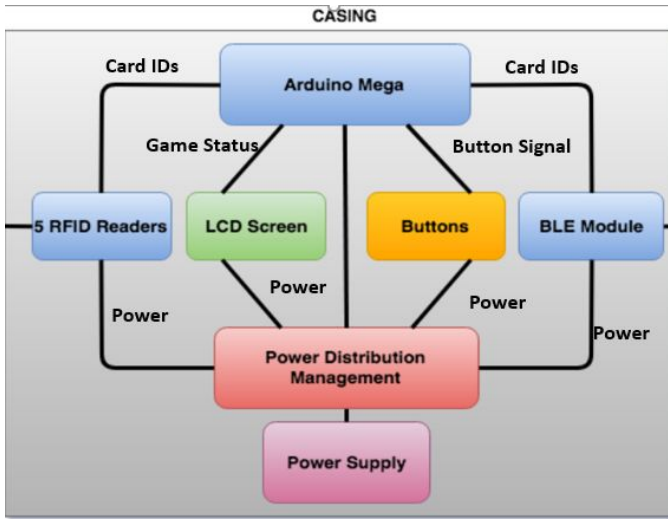 CASING
Card IDs
Arduino Mega
Card IDs
Game Status
Button Signal
5 RFID Readers
LCD Screen
Buttons
BLE Module
Power
Power
Power
Power
Power Distribution
Management
Power Supply